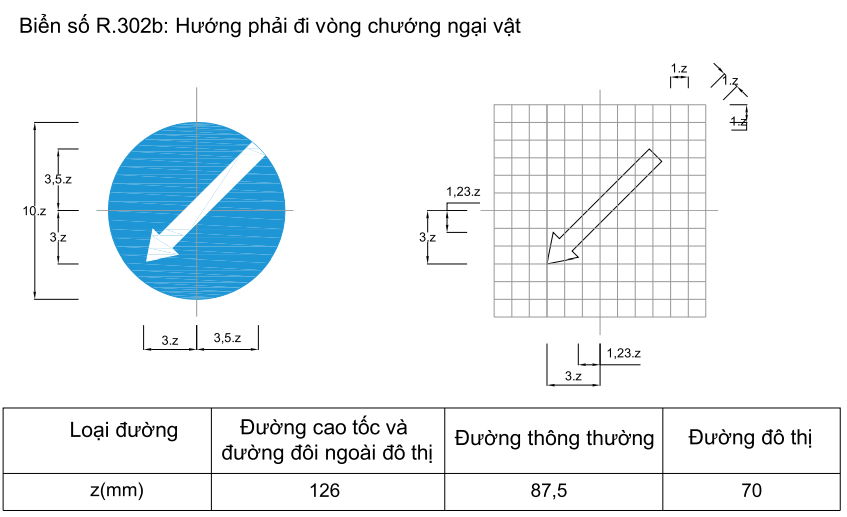 Biển số R.302b: Hướng phải đi vòng chướng ngại vật
1.z
1.z
1.z
3,5.z
10.z
3.z
1,23.z
3.z
3.z
3,5.z
1,23.z
3.z
Loại đường
Đường cao tốc và
đường đôi ngoài đô thị
Đường thông thường
Đường đô thị
z(mm)
126
87,5
70